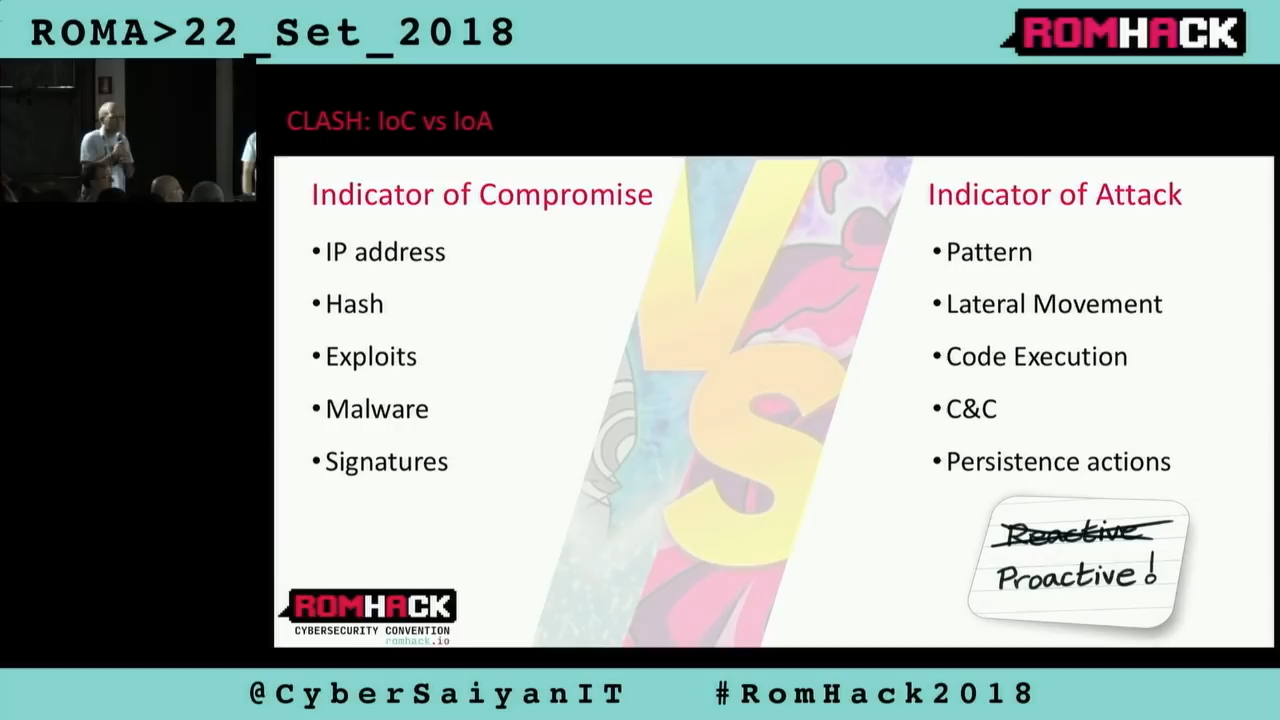 ROMA>22_Set_2018
ROMHACK
CLASH: IoC vs IoA
Indicator of Compromise
•IP address
•Hash
•Exploits
•Malware
•Signatures
VS
Indicator of Attack
•Pattern
•Lateral Movement
•Code Execution
•C&C
•Persistence actions
Reactive
Proactive!
ROMHACK
CYBERSECURITY CONVENTION
romhack.io
@CyberSaiyanIT #RomHack2018